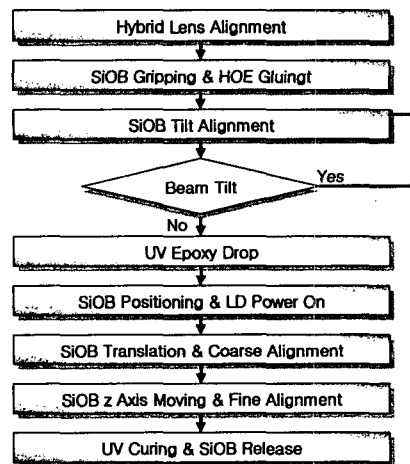 Hybrid Lens Alignment
SiOB Gripping & HOE Gluingt
SiOB Tilt Alignment
Beam Tilt
Yes
No
UV Epoxy Drop
SiOB Positioning & LD Power On
SiOB Translation & Coarse Alignment
SiOB z Axis Moving & Fine Alignment
UV Curing & SiOB Release